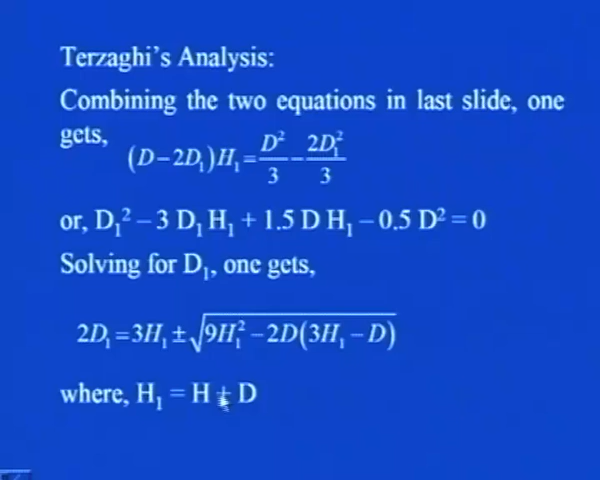 Terzaghi's Analysis:
Combining the two equations in last slide, one
gets,
(D−2D₁)H₁ = D²/3 − 2D₁²/3
or, D₁² − 3 D₁ H₁ + 1.5 D H₁ − 0.5 D² = 0
Solving for D₁, one gets,
2D₁ = 3H₁ ± √(9H₁² − 2D(3H₁ − D))
where, H₁ = H + D